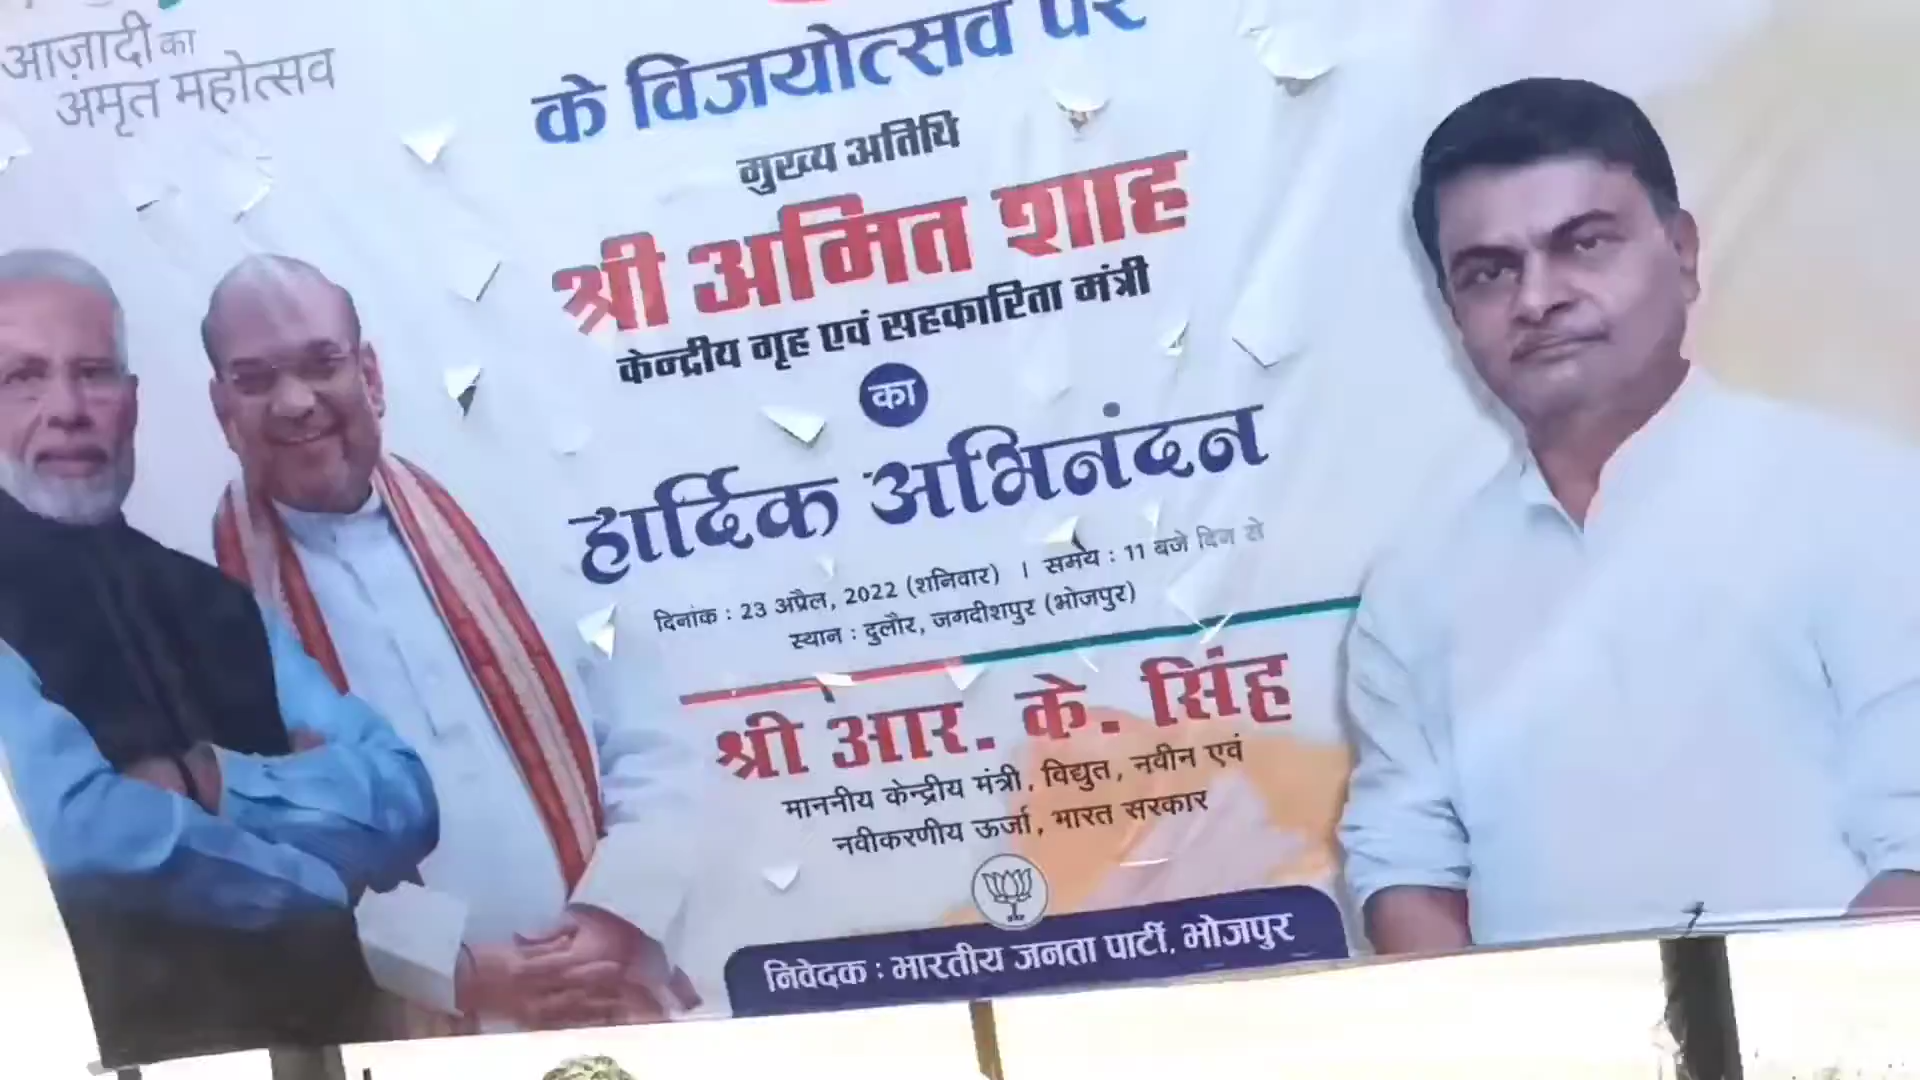 आज़ादी का
अमृत महोत्सव
के विजयोत्सव पर
मुख्य अतिथि
श्री अमित शाह
केन्द्रीय गृह एवं सहकारिता मंत्री
का
हार्दिक अभिनंदन
दिनांक : 23 अप्रैल, 2022 (शनिवार) । समय : 11 बजे दिन से
स्थान : दुलौर, जगदीशपुर (भोजपुर)
श्री आर. के. सिंह
माननीय केन्द्रीय मंत्री, विद्युत, नवीन एवं
नवीकरणीय ऊर्जा, भारत सरकार
निवेदक : भारतीय जनता पार्टी, भोजपुर